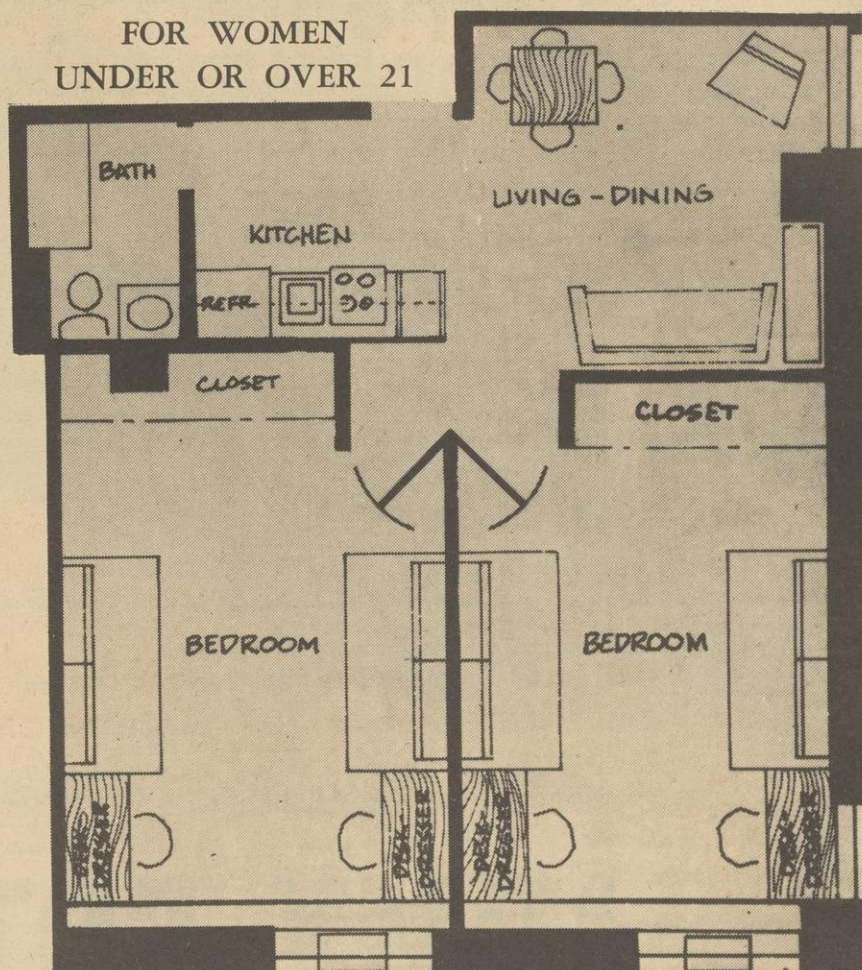 FOR WOMEN
UNDER OR OVER 21
BATH
KITCHEN
LIVING-DINING
REFR.
CLOSET
CLOSET
BEDROOM
BEDROOM
DESK-
DRESSER
DESK-
DRESSER
DESK-
DRESSER
DESK-
DRESSER